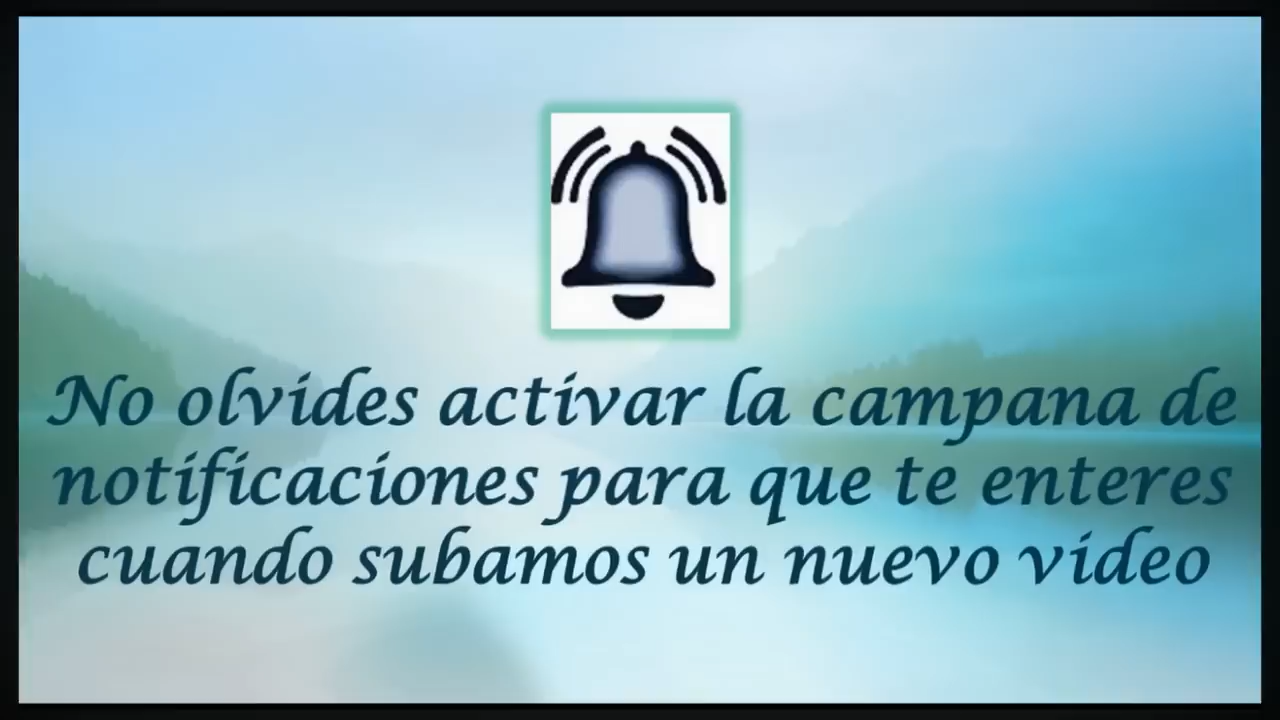 No olvides activar la campana de
notificaciones para que te enteres
cuando subamos un nuevo video